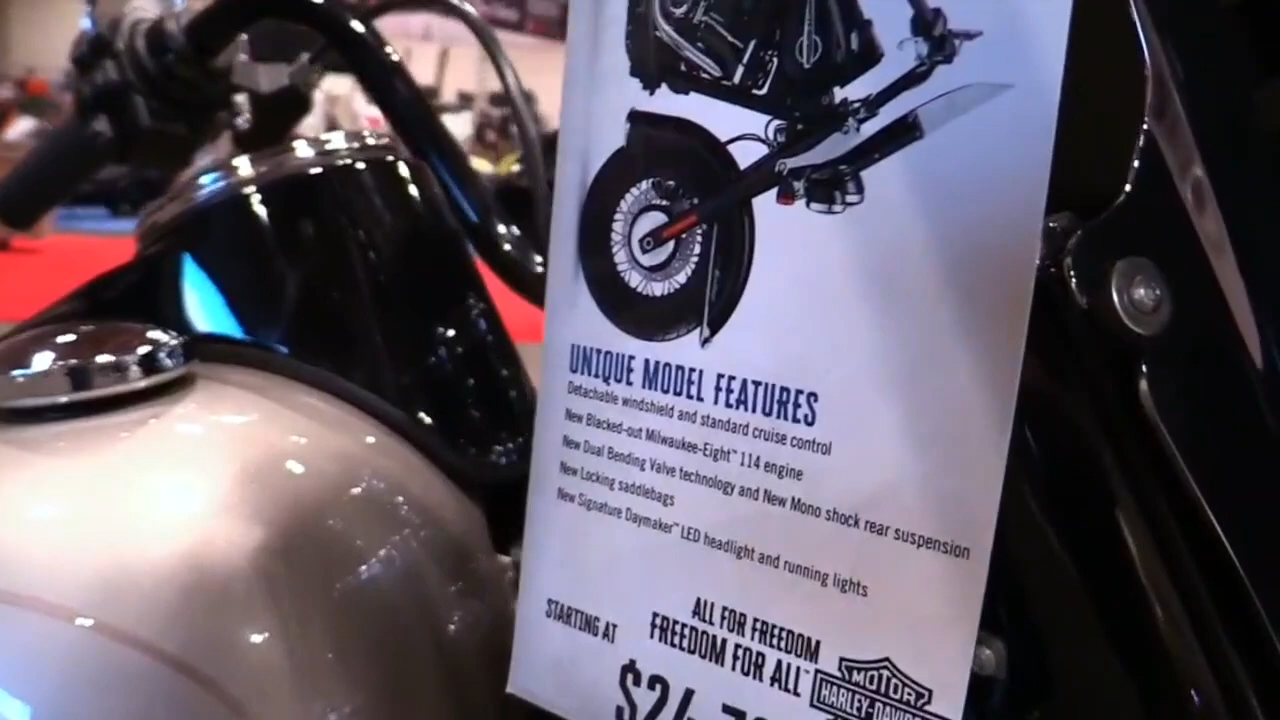 UNIQUE MODEL FEATURES
Detachable windshield and standard cruise control
New Blacked-out Milwaukee-Eight™ 114 engine
New Dual Bending Valve technology and New Mono shock rear suspension
New Locking saddlebags
New Signature Daymaker™ LED headlight and running lights
STARTING AT
ALL FOR FREEDOM
FREEDOM FOR ALL™
MOTOR